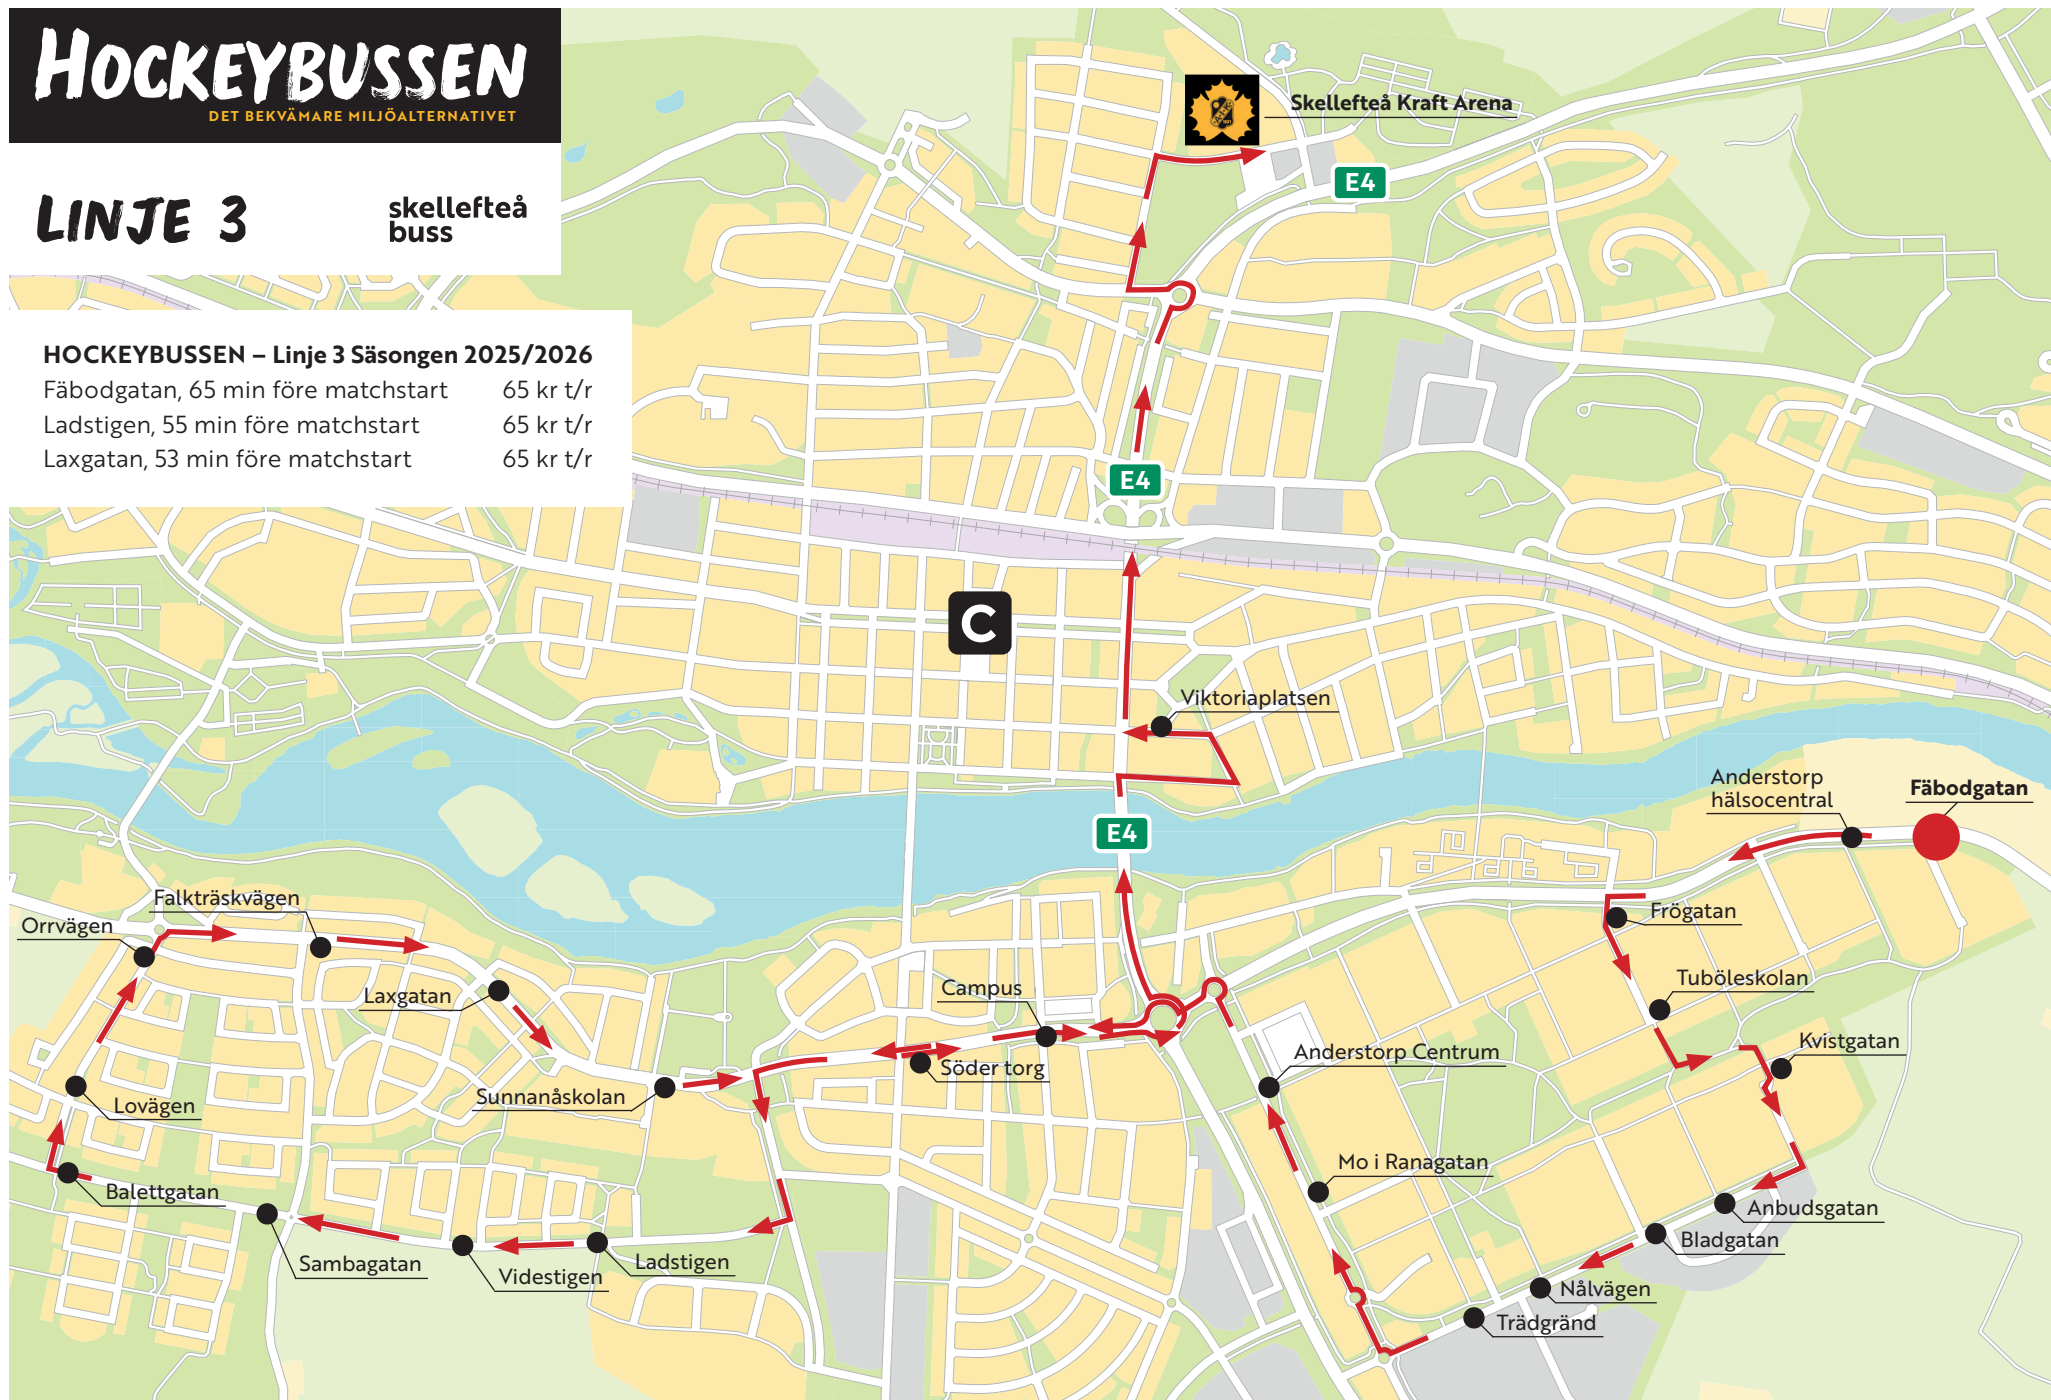 HOCKEYBUSSEN
DET BEKVÄMARE MILJÖALTERNATIVET
LINJE 3
skellefteå
buss
HOCKEYBUSSEN – Linje 3 Säsongen 2025/2026
Fäbodgatan, 65 min före matchstart 65 kr t/r
Ladstigen, 55 min före matchstart 65 kr t/r
Laxgatan, 53 min före matchstart 65 kr t/r
Skellefteå Kraft Arena
E4
E4
C
Viktoriaplatsen
Anderstorp
hälsocentral
Fäbodgatan
E4
Falkträskvägen
Orrvägen
Frögatan
Tuböleskolan
Laxgatan
Campus
Kvistgatan
Anderstorp Centrum
Söder torg
Sunnanåskolan
Lovägen
Mo i Ranagatan
Balettgatan
Anbudsgatan
Bladgatan
Sambagatan
Ladstigen
Videstigen
Nålvägen
Trädgränd